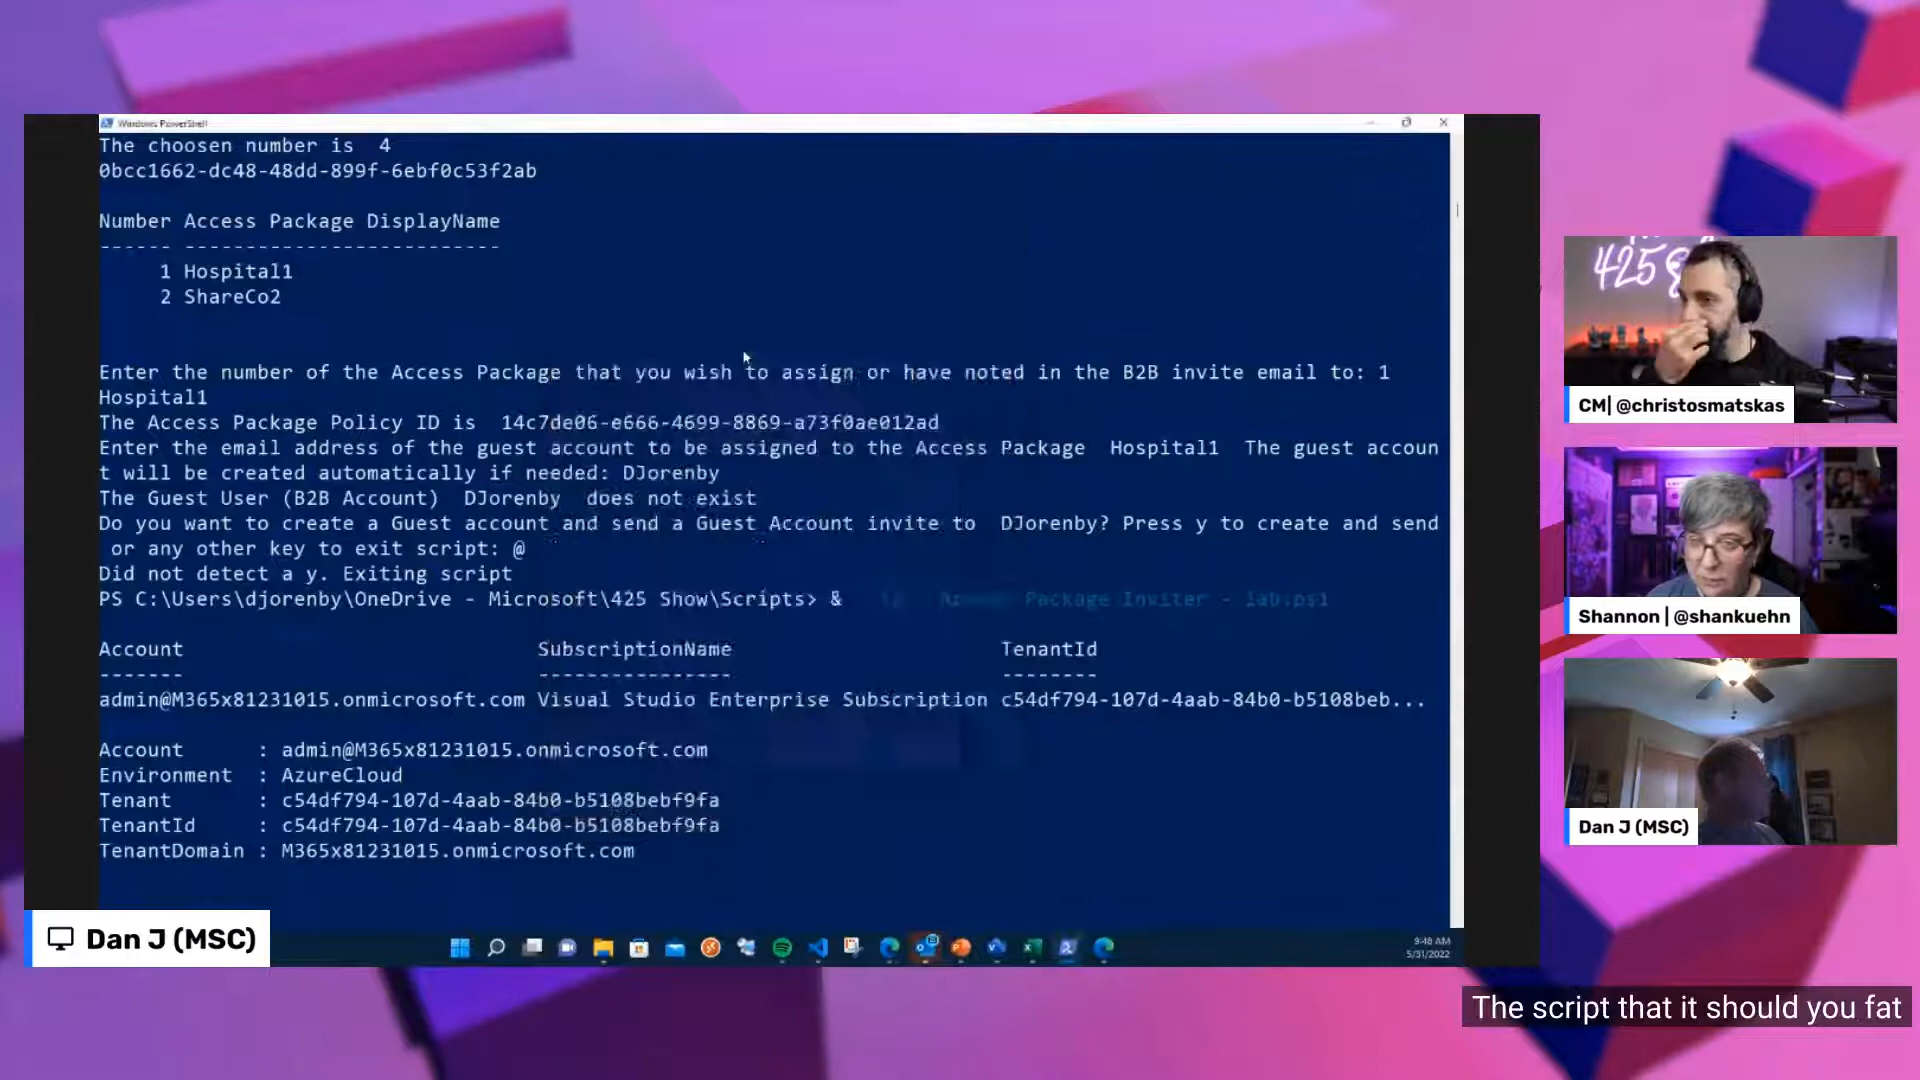 Windows PowerShell
The choosen number is 4
0bcc1662-dc48-48dd-899f-6ebf0c53f2ab
Number Access Package DisplayName
------ --------------------------
1 Hospital1
2 ShareCo2
Enter the number of the Access Package that you wish to assign or have noted in the B2B invite email to: 1
Hospital1
The Access Package Policy ID is 14c7de06-e666-4699-8869-a73f0ae012ad
Enter the email address of the guest account to be assigned to the Access Package Hospital1 The guest accoun
t will be created automatically if needed: DJorenby
The Guest User (B2B Account) DJorenby does not exist
Do you want to create a Guest account and send a Guest Account invite to DJorenby? Press y to create and send
or any other key to exit script: @
Did not detect a y. Exiting script
PS C:\Users\djorenby\OneDrive - Microsoft\425 Show\Scripts> & Package Inviter - lab.ps1
Account SubscriptionName TenantId
------- ---------------- --------
admin@M365x81231015.onmicrosoft.com Visual Studio Enterprise Subscription c54df794-107d-4aab-84b0-b5108beb...
Account : admin@M365x81231015.onmicrosoft.com
Environment : AzureCloud
Tenant : c54df794-107d-4aab-84b0-b5108bebf9fa
TenantId : c54df794-107d-4aab-84b0-b5108bebf9fa
TenantDomain : M365x81231015.onmicrosoft.com
9:48 AM
5/31/2022
Dan J (MSC)
425
CM| @christosmatskas
Shannon | @shankuehn
Dan J (MSC)
The script that it should you fat